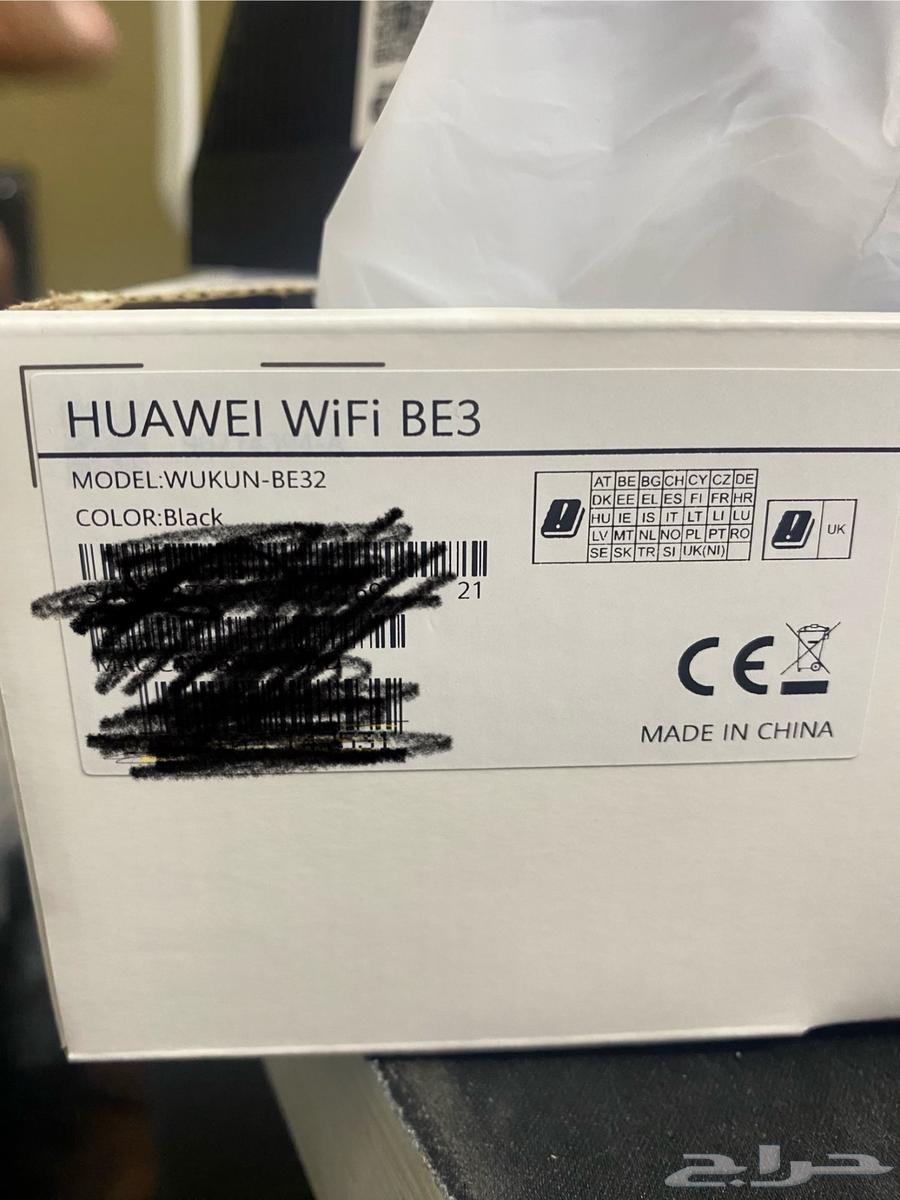 HUAWEI WiFi BE3
MODEL:WUKUN-BE32
COLOR:Black
21
AT BE BG CH CY CZ DE
DK EE EL ES FI FR HR
HU IE IS IT LT LI LU
LV MT NL NO PL PT RO
SE SK TR SI UK(NI)
UK
CE
MADE IN CHINA
حراج